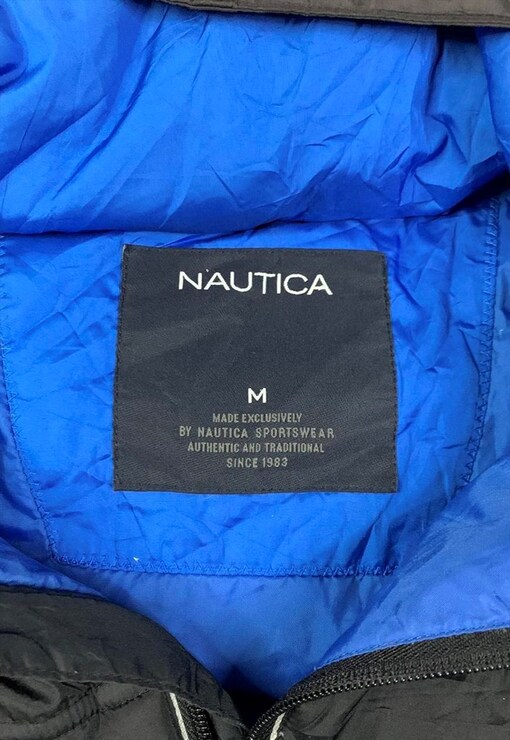 NAUTICA
M
MADE EXCLUSIVELY
BY NAUTICA SPORTSWEAR
AUTHENTIC AND TRADITIONAL
SINCE 1983